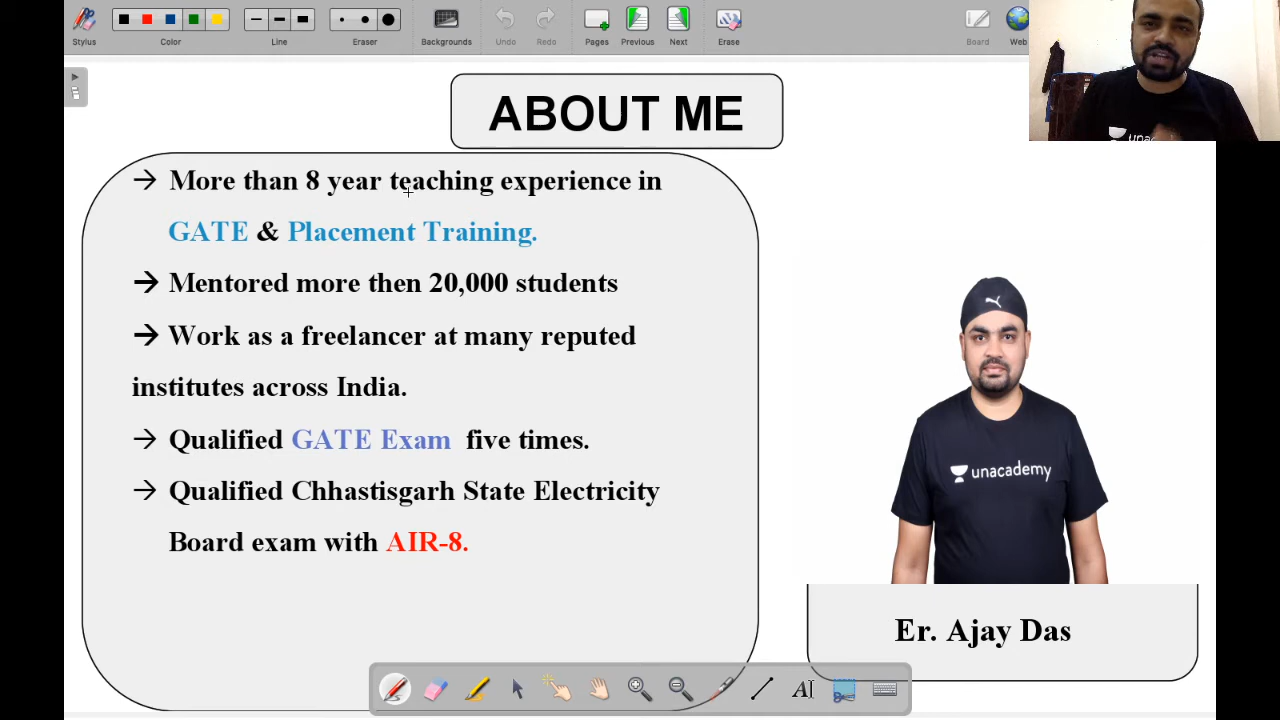 Stylus
Color
Line
Eraser
Backgrounds
Undo
Redo
Pages
Previous
Next
Erase
Board
Web
ABOUT ME
→ More than 8 year teaching experience in
GATE & Placement Training.
→ Mentored more then 20,000 students
→ Work as a freelancer at many reputed
institutes across India.
→ Qualified GATE Exam five times.
→ Qualified Chhastisgarh State Electricity
Board exam with AIR-8.
unacademy
Er. Ajay Das